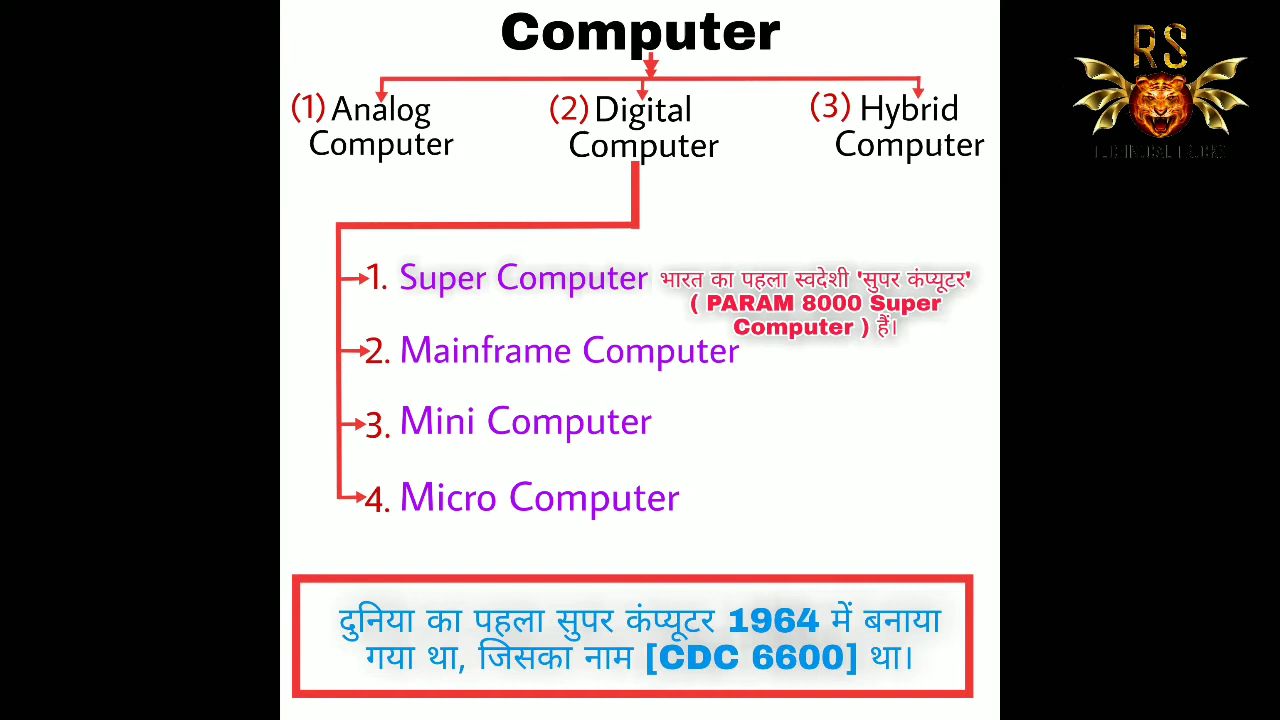 Computer
(1) Analog Computer
(2) Digital Computer
(3) Hybrid Computer
1. Super Computer
भारत का पहला स्वदेशी 'सुपर कंप्यूटर'
( PARAM 8000 Super
Computer ) हैं।
2. Mainframe Computer
3. Mini Computer
4. Micro Computer
दुनिया का पहला सुपर कंप्यूटर 1964 में बनाया
गया था, जिसका नाम [CDC 6600] था।
RS